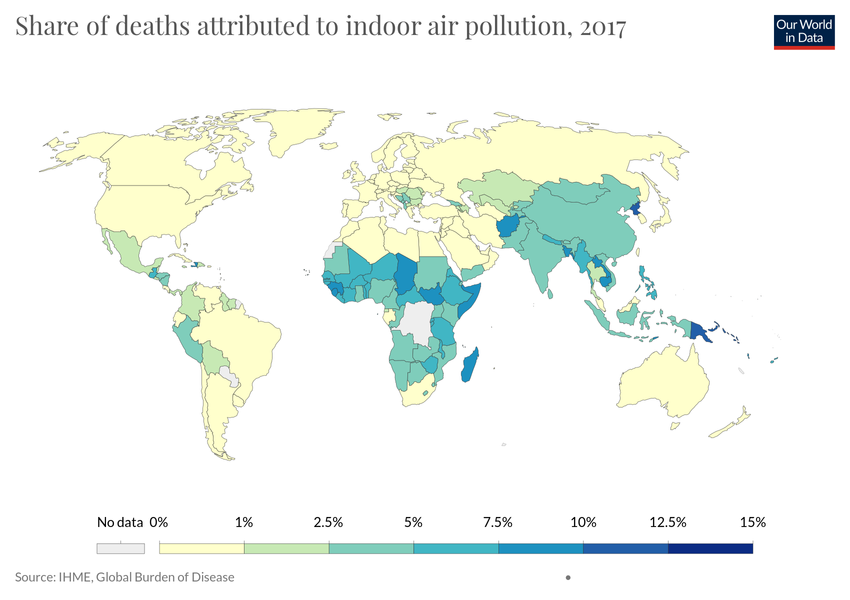 Share of deaths attributed to indoor air pollution, 2017
Our World
in Data
No data 0% 1% 2.5% 5% 7.5% 10% 12.5% 15%
Source: IHME, Global Burden of Disease